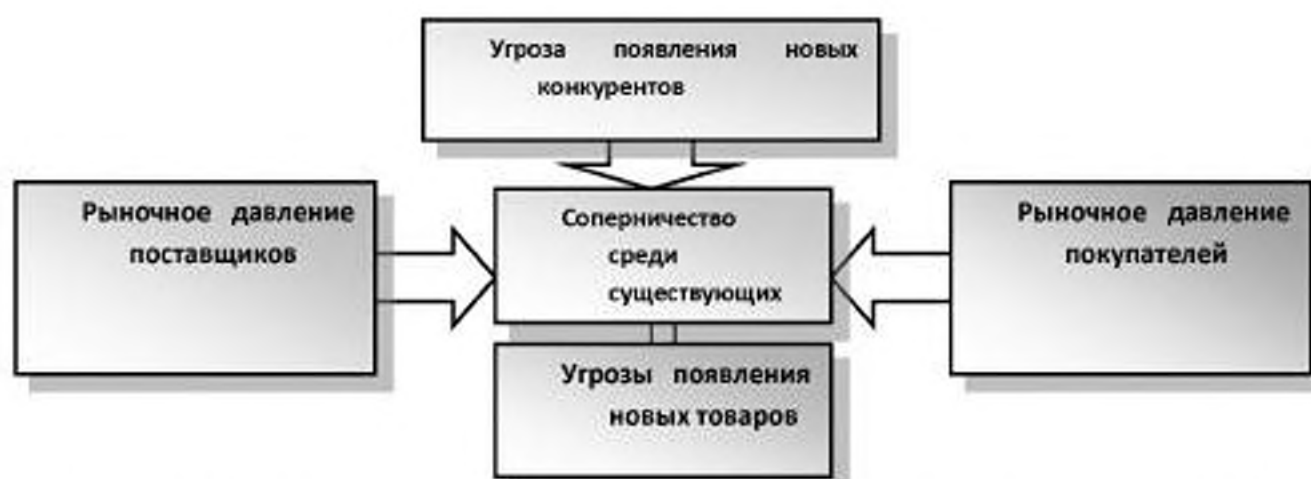 Угроза появления новых
конкурентов
Рыночное давление
поставщиков
Соперничество
среди
существующих
Рыночное давление
покупателей
Угрозы появления
новых товаров